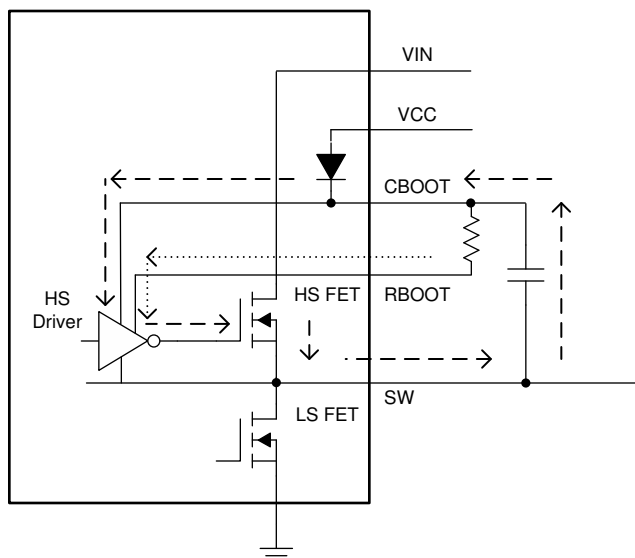 VIN
VCC
CBOOT
HS FET
RBOOT
HS
Driver
SW
LS FET